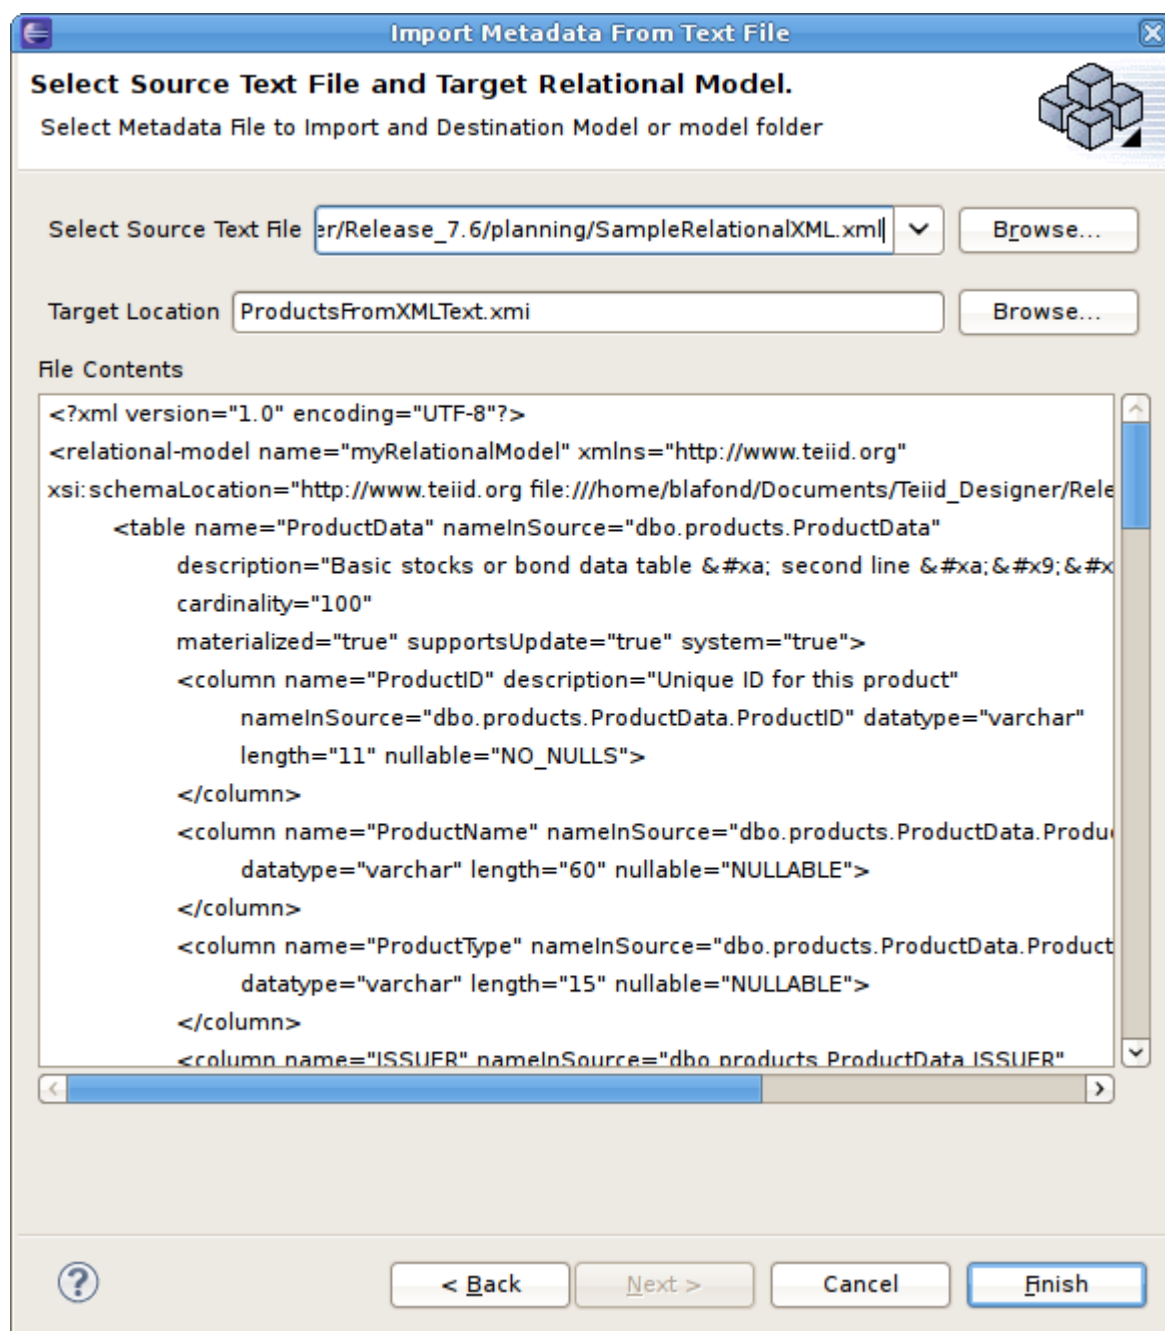 Import Metadata From Text File
Select Source Text File and Target Relational Model.
Select Metadata File to Import and Destination Model or model folder
Select Source Text File er/Release_7.6/planning/SampleRelationalXML.xml Browse...
Target Location ProductsFromXMLText.xmi Browse...
File Contents
<?xml version="1.0" encoding="UTF-8"?>
<relational-model name="myRelationalModel" xmlns="http://www.teiid.org"
xsi:schemaLocation="http://www.teiid.org file:///home/blafond/Documents/Teiid_Designer/Rele
<table name="ProductData" nameInSource="dbo.products.ProductData"
description="Basic stocks or bond data table &#xa; second line &#xa;&#x9;&#x
cardinality="100"
materialized="true" supportsUpdate="true" system="true">
<column name="ProductID" description="Unique ID for this product"
nameInSource="dbo.products.ProductData.ProductID" datatype="varchar"
length="11" nullable="NO_NULLS">
</column>
<column name="ProductName" nameInSource="dbo.products.ProductData.Produ
datatype="varchar" length="60" nullable="NULLABLE">
</column>
<column name="ProductType" nameInSource="dbo.products.ProductData.Product
datatype="varchar" length="15" nullable="NULLABLE">
</column>
<column name="ISSUER" nameInSource="dbo.products.ProductData.ISSUER"
< Back Next > Cancel Finish